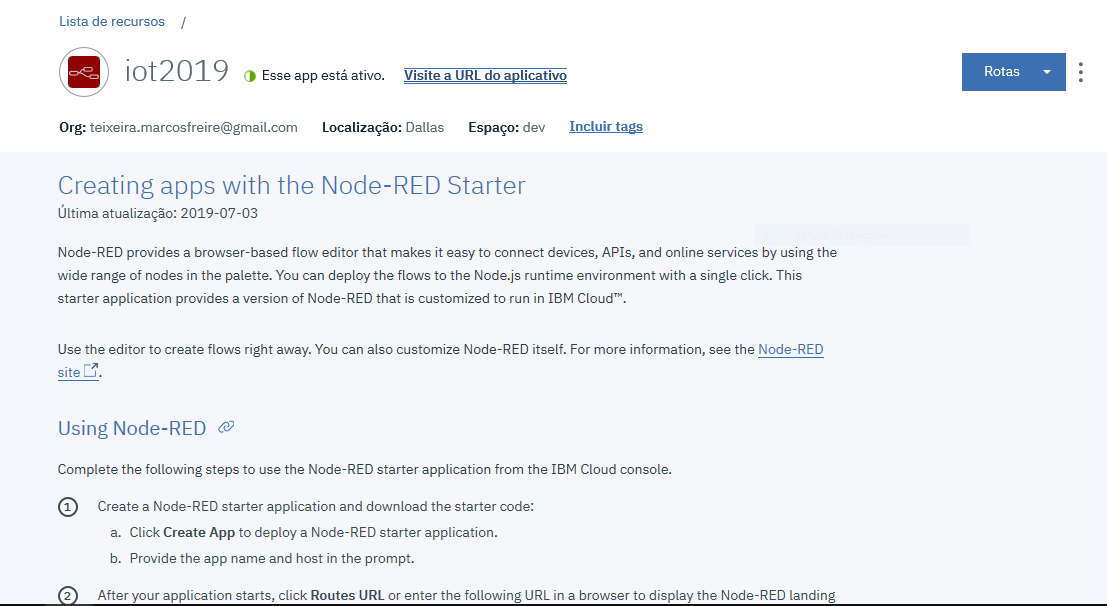 Lista de recursos /
iot2019 Esse app está ativo. Visite a URL do aplicativo
Rotas
Org: teixeira.marcosfreire@gmail.com Localização: Dallas Espaço: dev Incluir tags
Creating apps with the Node-RED Starter
Última atualização: 2019-07-03
Node-RED provides a browser-based flow editor that makes it easy to connect devices, APIs, and online services by using the
wide range of nodes in the palette. You can deploy the flows to the Node.js runtime environment with a single click. This
starter application provides a version of Node-RED that is customized to run in IBM Cloud™.
Use the editor to create flows right away. You can also customize Node-RED itself. For more information, see the Node-RED
site.
Using Node-RED
Complete the following steps to use the Node-RED starter application from the IBM Cloud console.
1 Create a Node-RED starter application and download the starter code:
a. Click Create App to deploy a Node-RED starter application.
b. Provide the app name and host in the prompt.
2 After your application starts, click Routes URL or enter the following URL in a browser to display the Node-RED landing